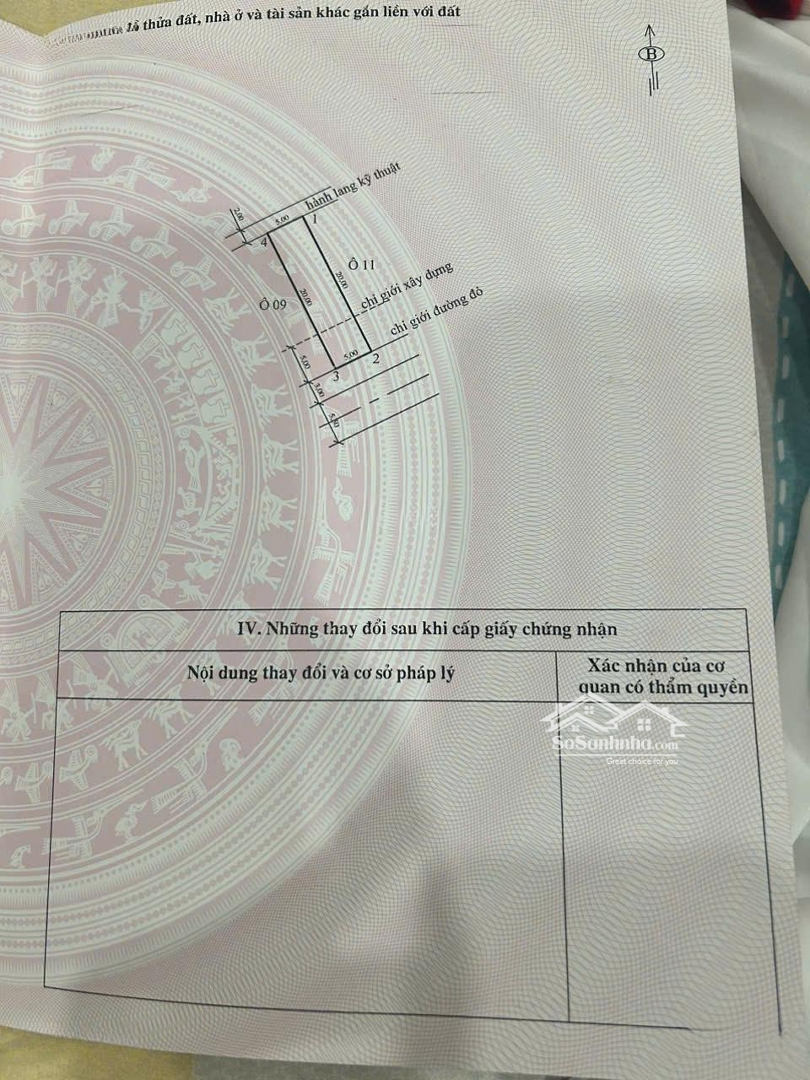 thửa đất, nhà ở và tài sản khác gắn liền với đất
B
hành lang kỹ thuật
2.00
5.00
1
4
Ô 11
20.00
Ô 09
20.00
chỉ giới xây dựng
chỉ giới đường đỏ
5.00
2
3
5.00
3.00
IV. Những thay đổi sau khi cấp giấy chứng nhận
Nội dung thay đổi và cơ sở pháp lý
Xác nhận của cơ
quan có thẩm quyền
SoSanhnha.com
Great choice for you